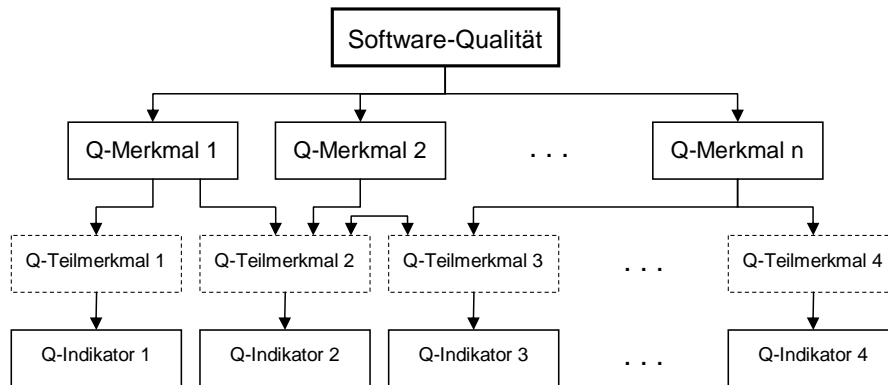 Software-Qualität
Q-Merkmal 1
Q-Merkmal 2
. . .
Q-Merkmal n
Q-Teilmerkmal 1
Q-Teilmerkmal 2
Q-Teilmerkmal 3
. . .
Q-Teilmerkmal 4
Q-Indikator 1
Q-Indikator 2
Q-Indikator 3
. . .
Q-Indikator 4